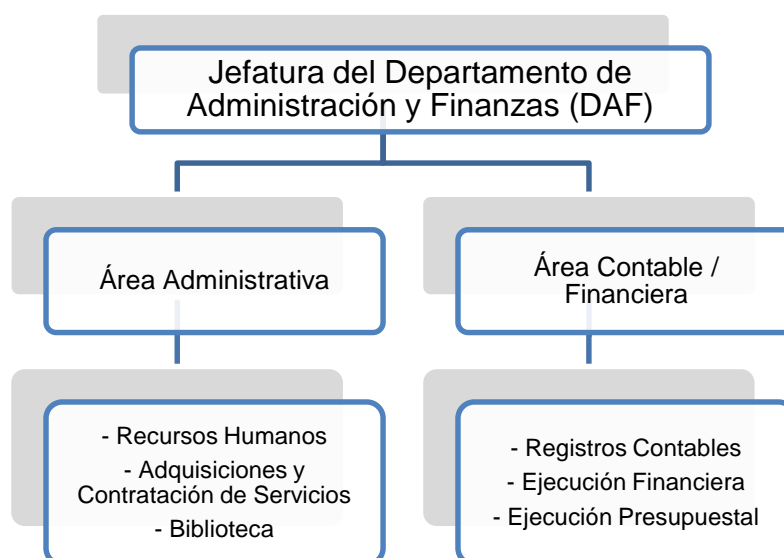 Jefatura del Departamento de
Administración y Finanzas (DAF)
Área Administrativa
Área Contable /
Financiera
- Recursos Humanos
- Adquisiciones y
Contratación de Servicios
- Biblioteca
- Registros Contables
- Ejecución Financiera
- Ejecución Presupuestal